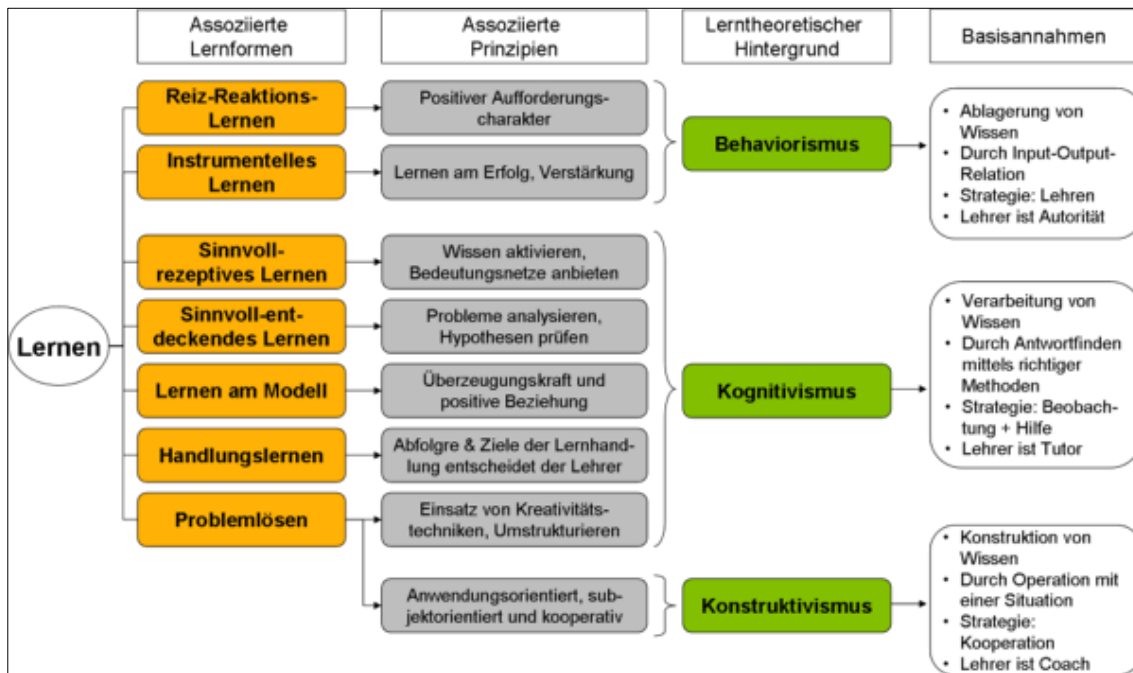 Assoziierte
Lernformen
Assoziierte
Prinzipien
Lerntheoretischer
Hintergrund
Basisannahmen
Lernen
Reiz-Reaktions-
Lernen
Positiver Aufforderungs-
charakter
Instrumentelles
Lernen
Lernen am Erfolg, Verstärkung
Behaviorismus
• Ablagerung von
Wissen
• Durch Input-Output-
Relation
• Strategie: Lehren
• Lehrer ist Autorität
Sinnvoll-
rezeptives Lernen
Wissen aktivieren,
Bedeutungsnetze anbieten
Sinnvoll-ent-
deckendes Lernen
Probleme analysieren,
Hypothesen prüfen
Lernen am Modell
Überzeugungskraft und
positive Beziehung
Handlungslernen
Abfolgre & Ziele der Lernhand-
lung entscheidet der Lehrer
Problemlösen
Einsatz von Kreativitäts-
techniken, Umstrukturieren
Kognitivismus
• Verarbeitung von
Wissen
• Durch Antwortfinden
mittels richtiger
Methoden
• Strategie: Beobach-
tung + Hilfe
• Lehrer ist Tutor
Anwendungsorientiert, sub-
jektorientiert und kooperativ
Konstruktivismus
• Konstruktion von
Wissen
• Durch Operation mit
einer Situation
• Strategie:
Kooperation
• Lehrer ist Coach